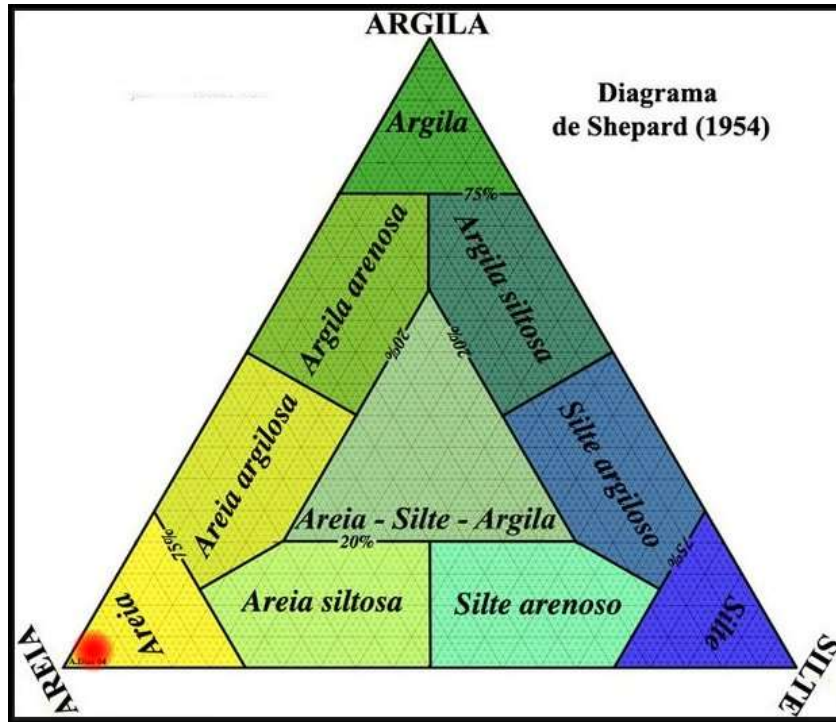 ARGILA
Diagrama
de Shepard (1954)
Argila
75%
Argila arenosa
Argila siltosa
20%
20%
Areia argilosa
Silte argiloso
Areia - Silte - Argila
20%
75%
75%
Areia
Areia siltosa
Silte arenoso
Silte
AREIA
SILTE